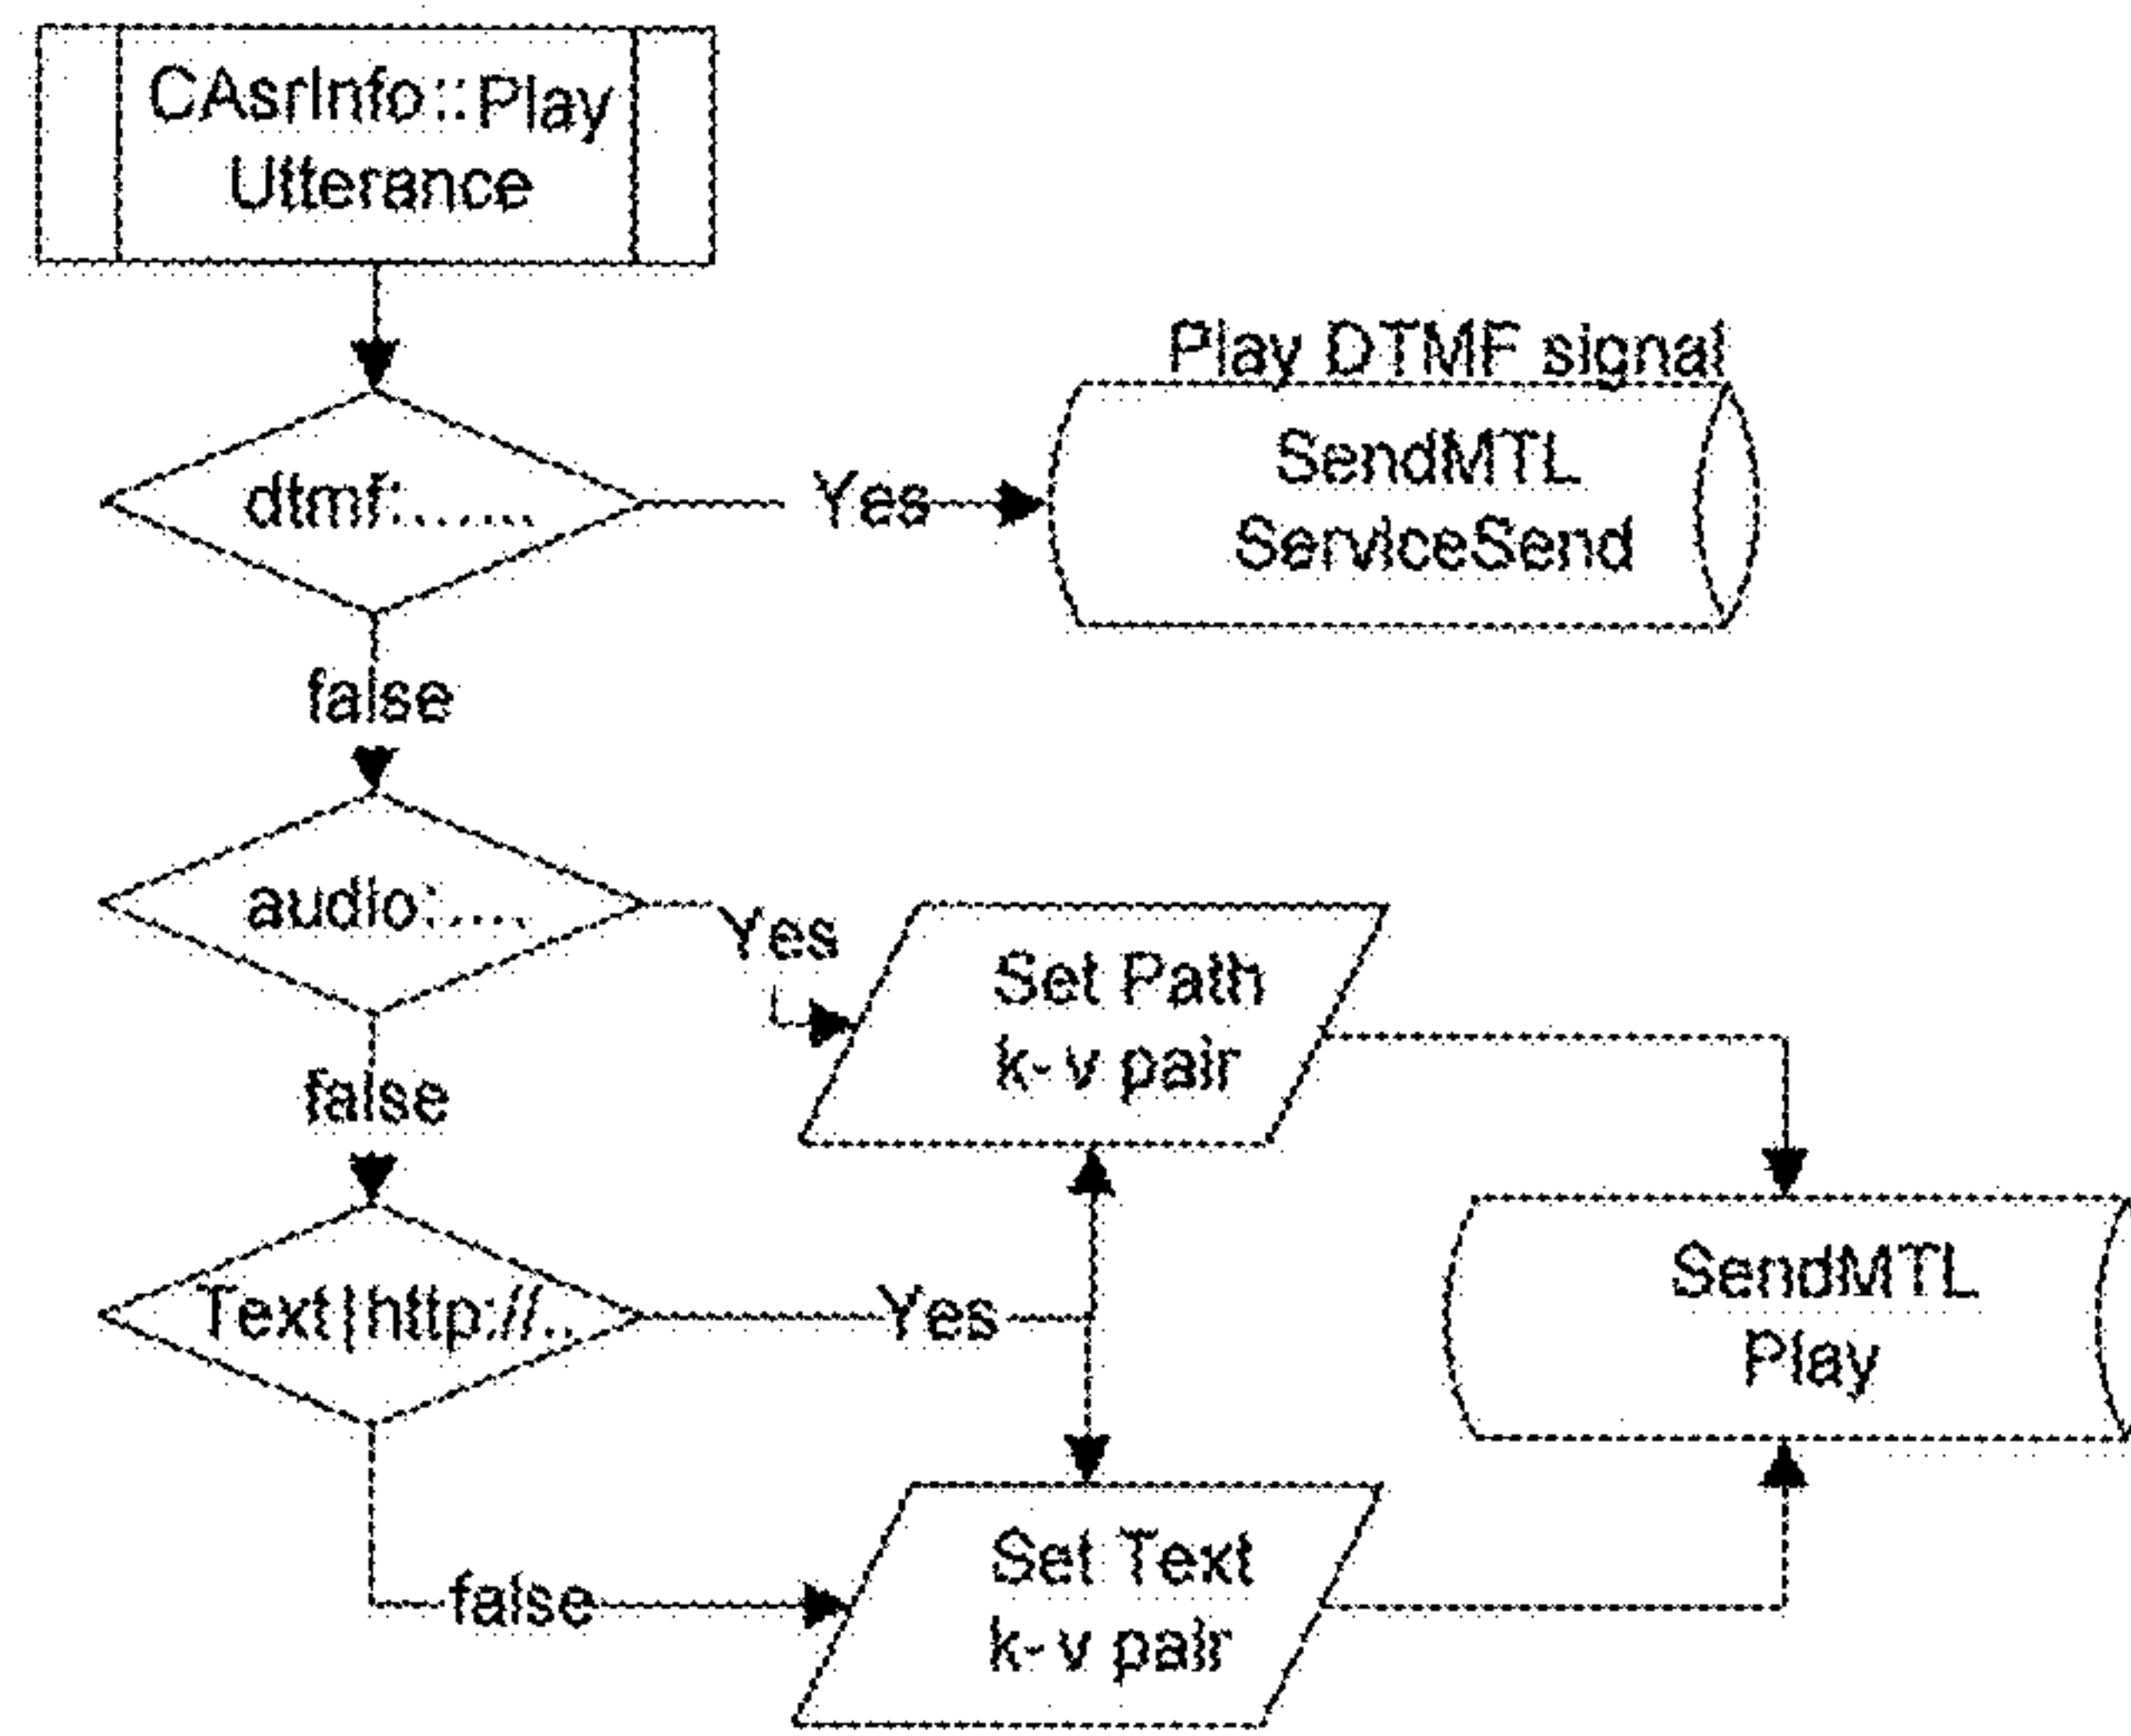 CAsrInfo::Play
Utterance
Play DTMF signal
dtmf:.......
Yes
SendMTL
ServiceSend
false
audio:.....
Yes
Set Path
k-v pair
false
Text|http://..
Yes
SendMTL
Play
false
Set Text
k-v pair